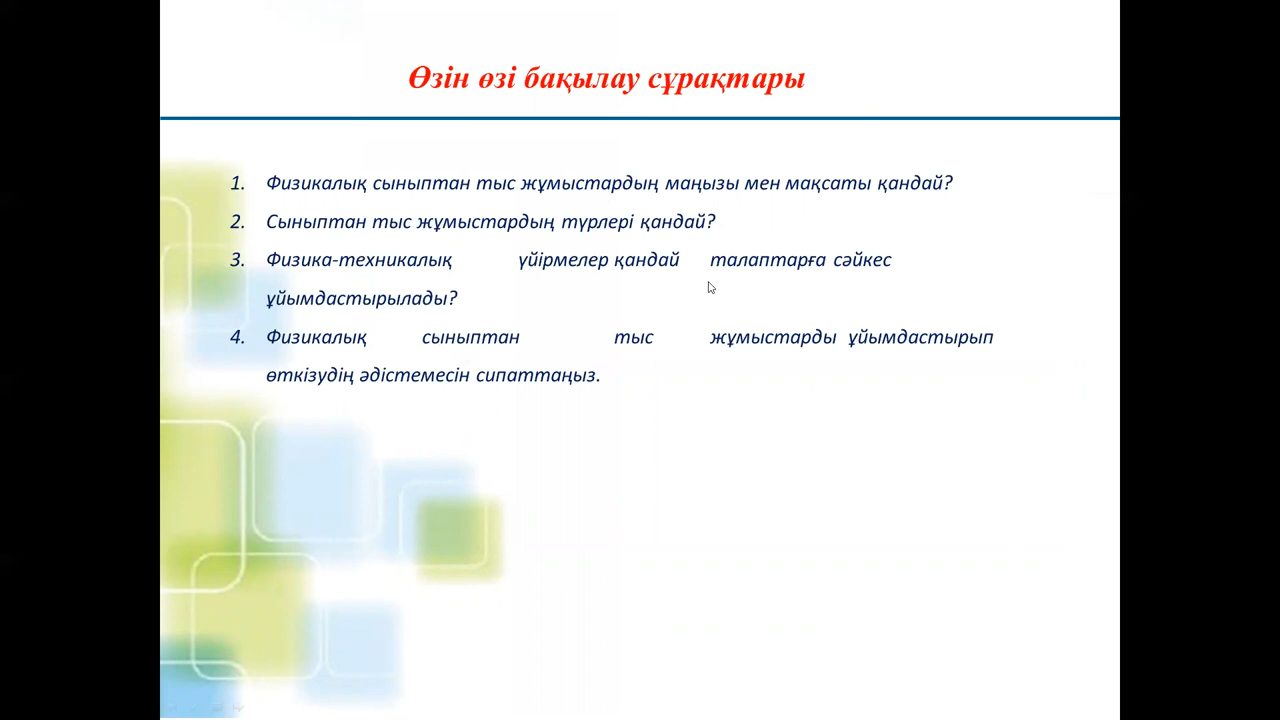 Өзін өзі бақылау сұрақтары
1. Физикалық сыныптан тыс жұмыстардың маңызы мен мақсаты қандай?
2. Сыныптан тыс жұмыстардың түрлері қандай?
3. Физика-техникалық үйірмелер қандай талаптарға сәйкес
ұйымдастырылады?
4. Физикалық сыныптан тыс жұмыстарды ұйымдастырып
өткізудің әдістемесін сипаттаңыз.